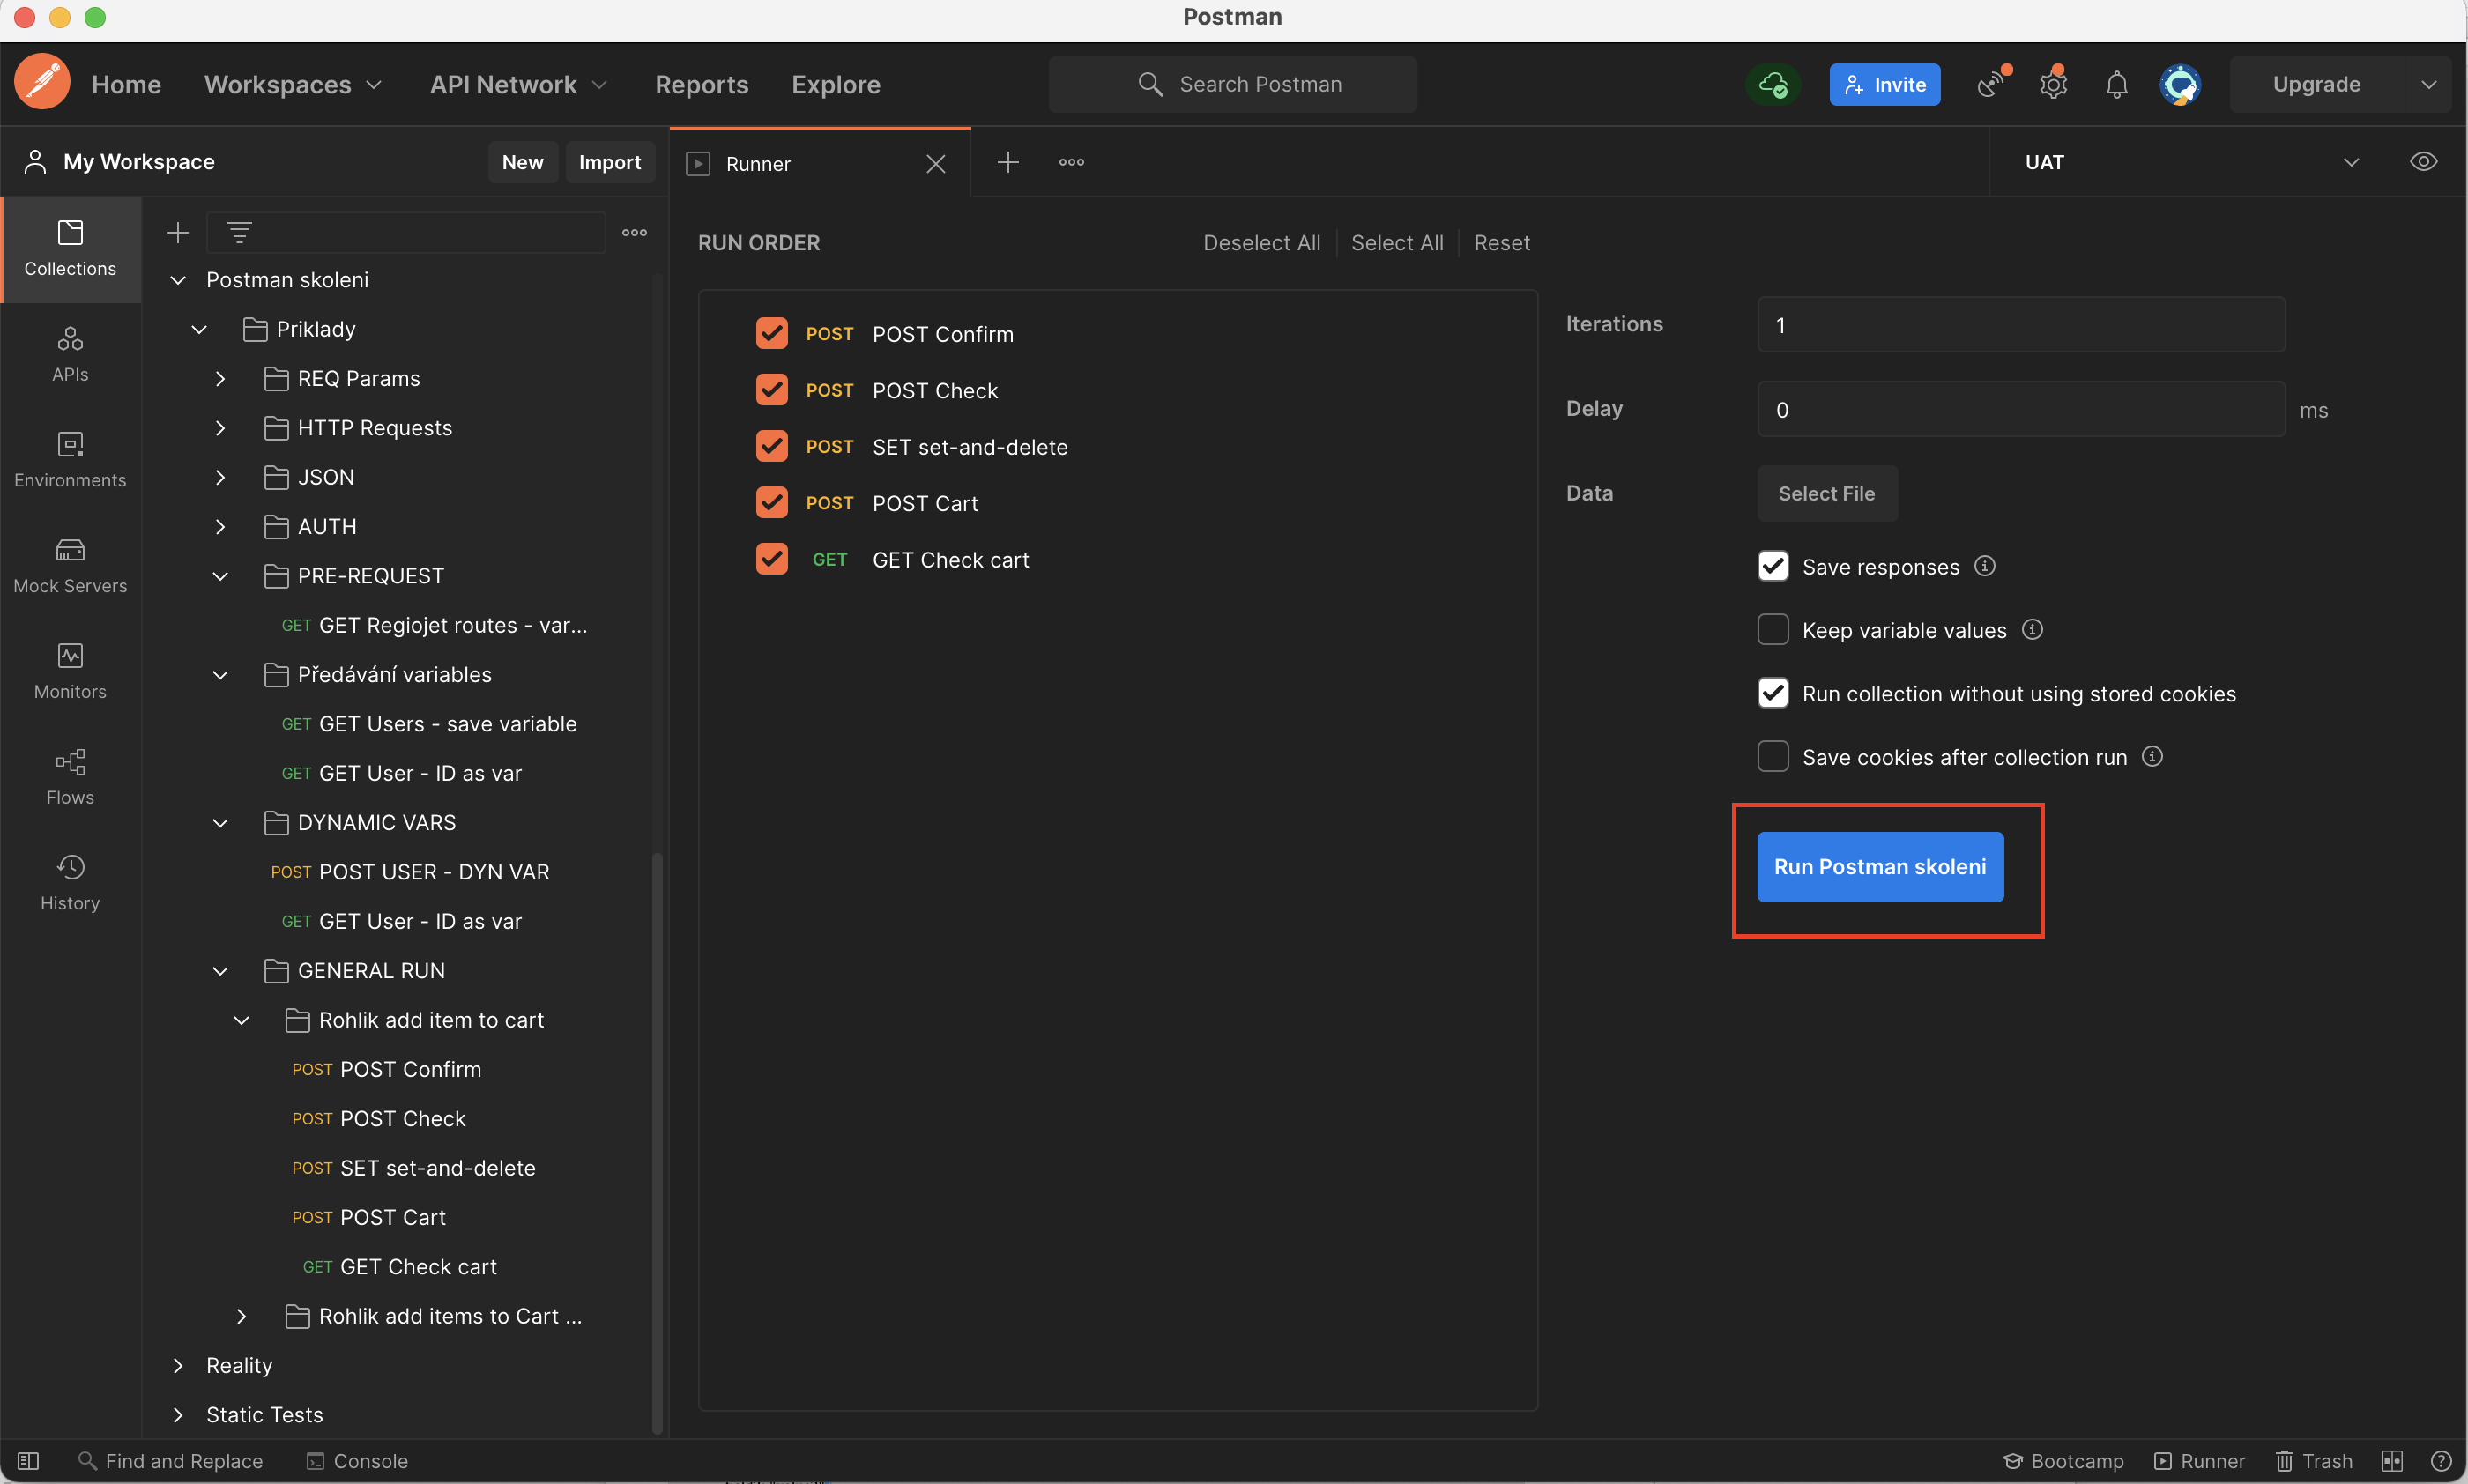 Postman
Home
Workspaces
API Network
Reports
Explore
Search Postman
Invite
Upgrade
My Workspace
New
Import
Runner
UAT
Collections
APIs
Environments
Mock Servers
Monitors
Flows
History
Postman skoleni
Priklady
REQ Params
HTTP Requests
JSON
AUTH
PRE-REQUEST
GET GET Regiojet routes - var...
Předávání variables
GET GET Users - save variable
GET GET User - ID as var
DYNAMIC VARS
POST POST USER - DYN VAR
GET GET User - ID as var
GENERAL RUN
Rohlik add item to cart
POST POST Confirm
POST POST Check
POST SET set-and-delete
POST POST Cart
GET GET Check cart
Rohlik add items to Cart ...
Reality
Static Tests
RUN ORDER
Deselect All
Select All
Reset
POST POST Confirm
POST POST Check
POST SET set-and-delete
POST POST Cart
GET GET Check cart
Iterations
1
Delay
0
ms
Data
Select File
Save responses
Keep variable values
Run collection without using stored cookies
Save cookies after collection run
Run Postman skoleni
Find and Replace
Console
Bootcamp
Runner
Trash